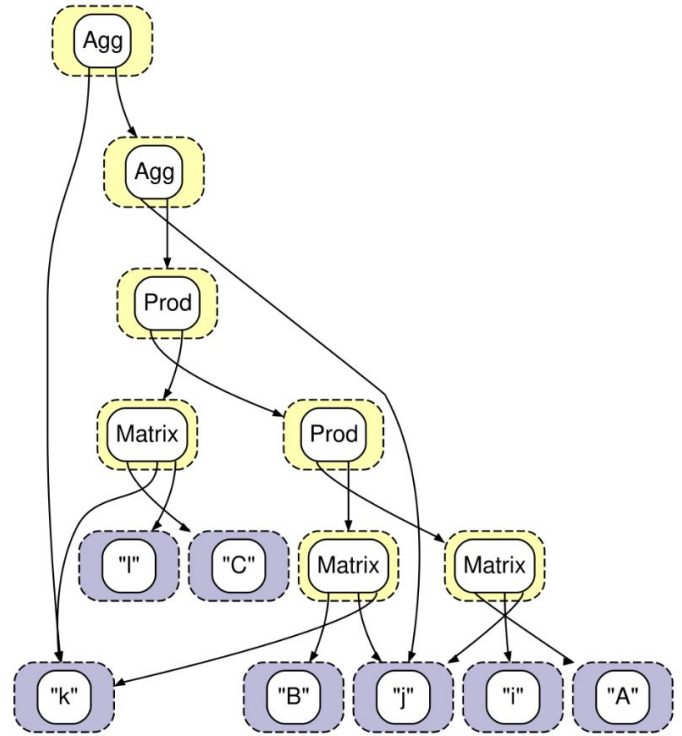 Agg
Agg
Prod
Matrix
Prod
"l"
"C"
Matrix
Matrix
"k"
"B"
"j"
"i"
"A"